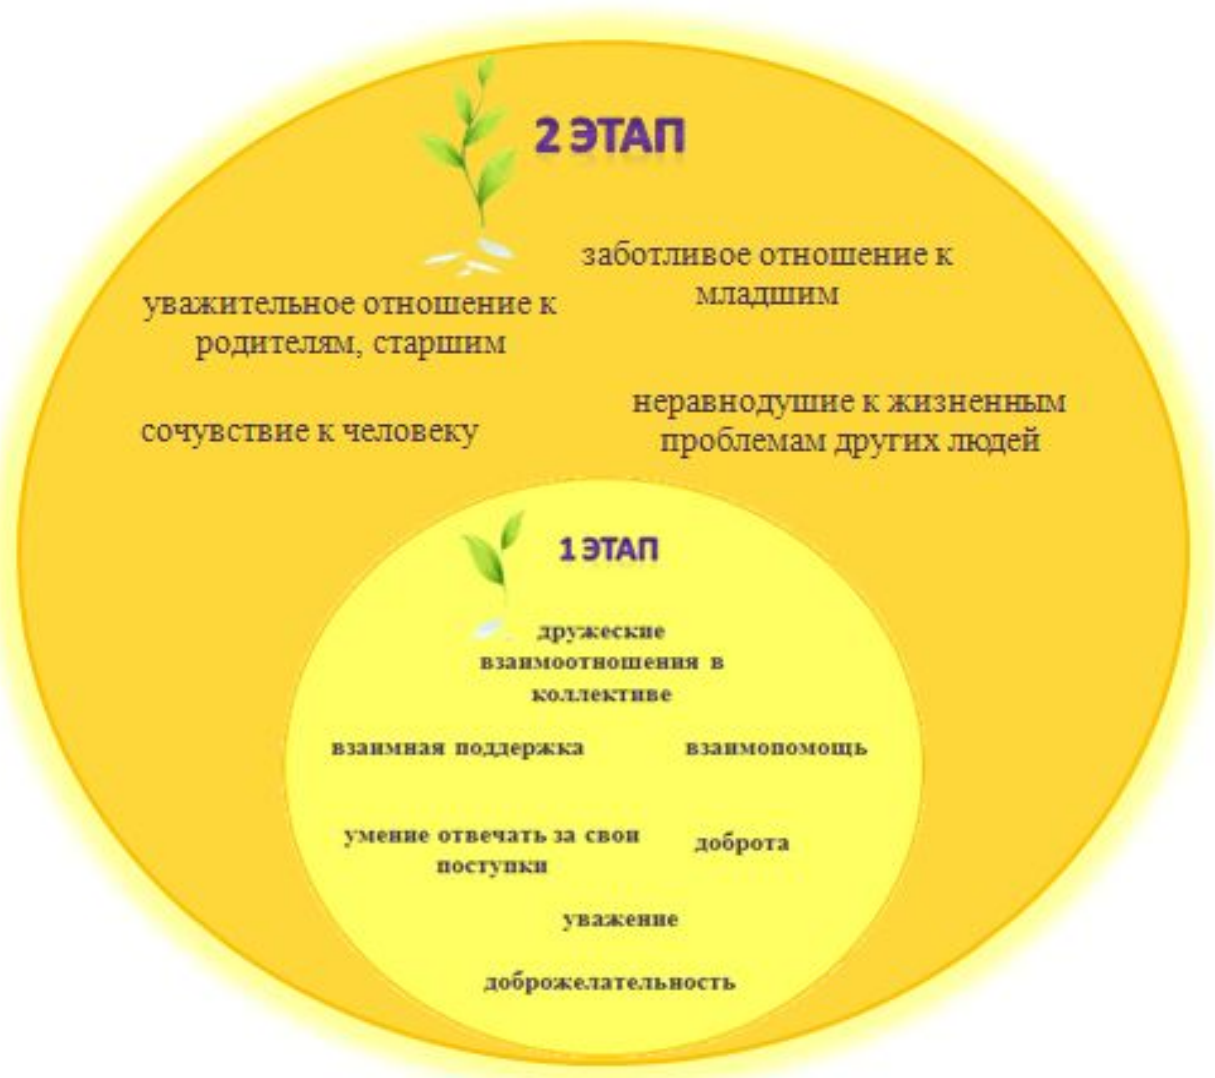 2 ЭТАП
заботливое отношение к
младшим
уважительное отношение к
родителям, старшим
неравнодушие к жизненным
проблемам других людей
сочувствие к человеку
1 ЭТАП
дружеские
взаимоотношения в
коллективе
взаимная поддержка
взаимопомощь
умение отвечать за свои
поступки
доброта
уважение
доброжелательность